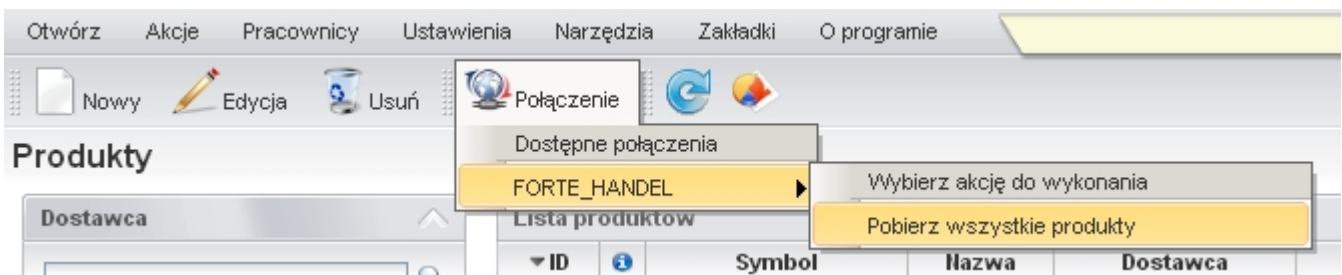 Otwórz Akcje Pracownicy Ustawienia Narzędzia Zakładki O programie
Nowy Edycja Usuń Połączenie
Dostępne połączenia
Produkty
FORTE_HANDEL
Wybierz akcję do wykonania
Pobierz wszystkie produkty
Dostawca
Lista produktów
ID Symbol Nazwa Dostawca